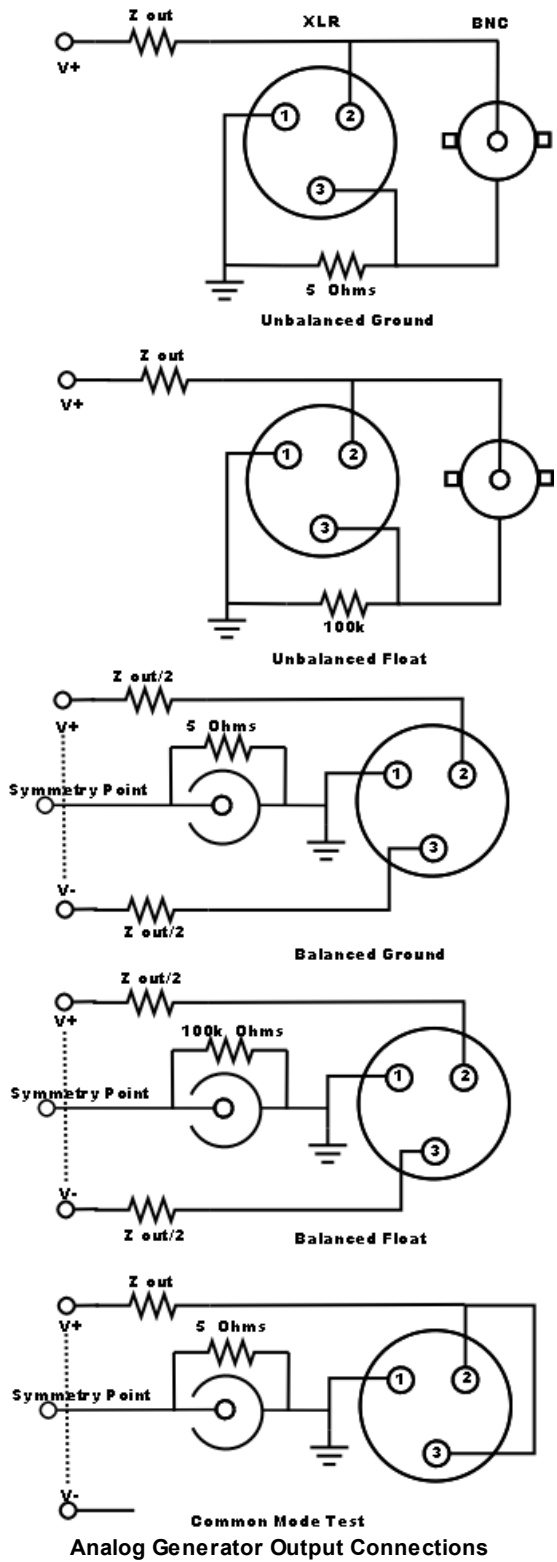 Z out XLR BNC
V+
1 2
3
5 Ohms
Unbalanced Ground
Z out
V+
1 2
3
100k
Unbalanced Float
Z out/2
V+ 5 Ohms
Symmetry Point 1 2
3
V-
Z out/2
Balanced Ground
Z out/2
V+ 100k Ohms
Symmetry Point 1 2
3
V-
Z out/2 Balanced Float
Z out
V+ 5 Ohms
Symmetry Point 1 2
3
V-
Common Mode Test
Analog Generator Output Connections